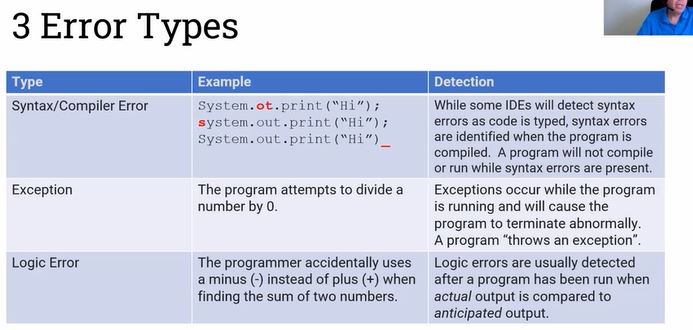 3 Error Types
Type
Example
Detection
Syntax/Compiler Error
System.ot.print(“Hi”);
system.out.print(“Hi”);
System.out.print(“Hi”)_
While some IDEs will detect syntax
errors as code is typed, syntax errors
are identified when the program is
compiled. A program will not compile
or run while syntax errors are present.
Exception
The program attempts to divide a
number by 0.
Exceptions occur while the program
is running and will cause the
program to terminate abnormally.
A program “throws an exception”.
Logic Error
The programmer accidentally uses
a minus (-) instead of plus (+) when
finding the sum of two numbers.
Logic errors are usually detected
after a program has been run when
actual output is compared to
anticipated output.